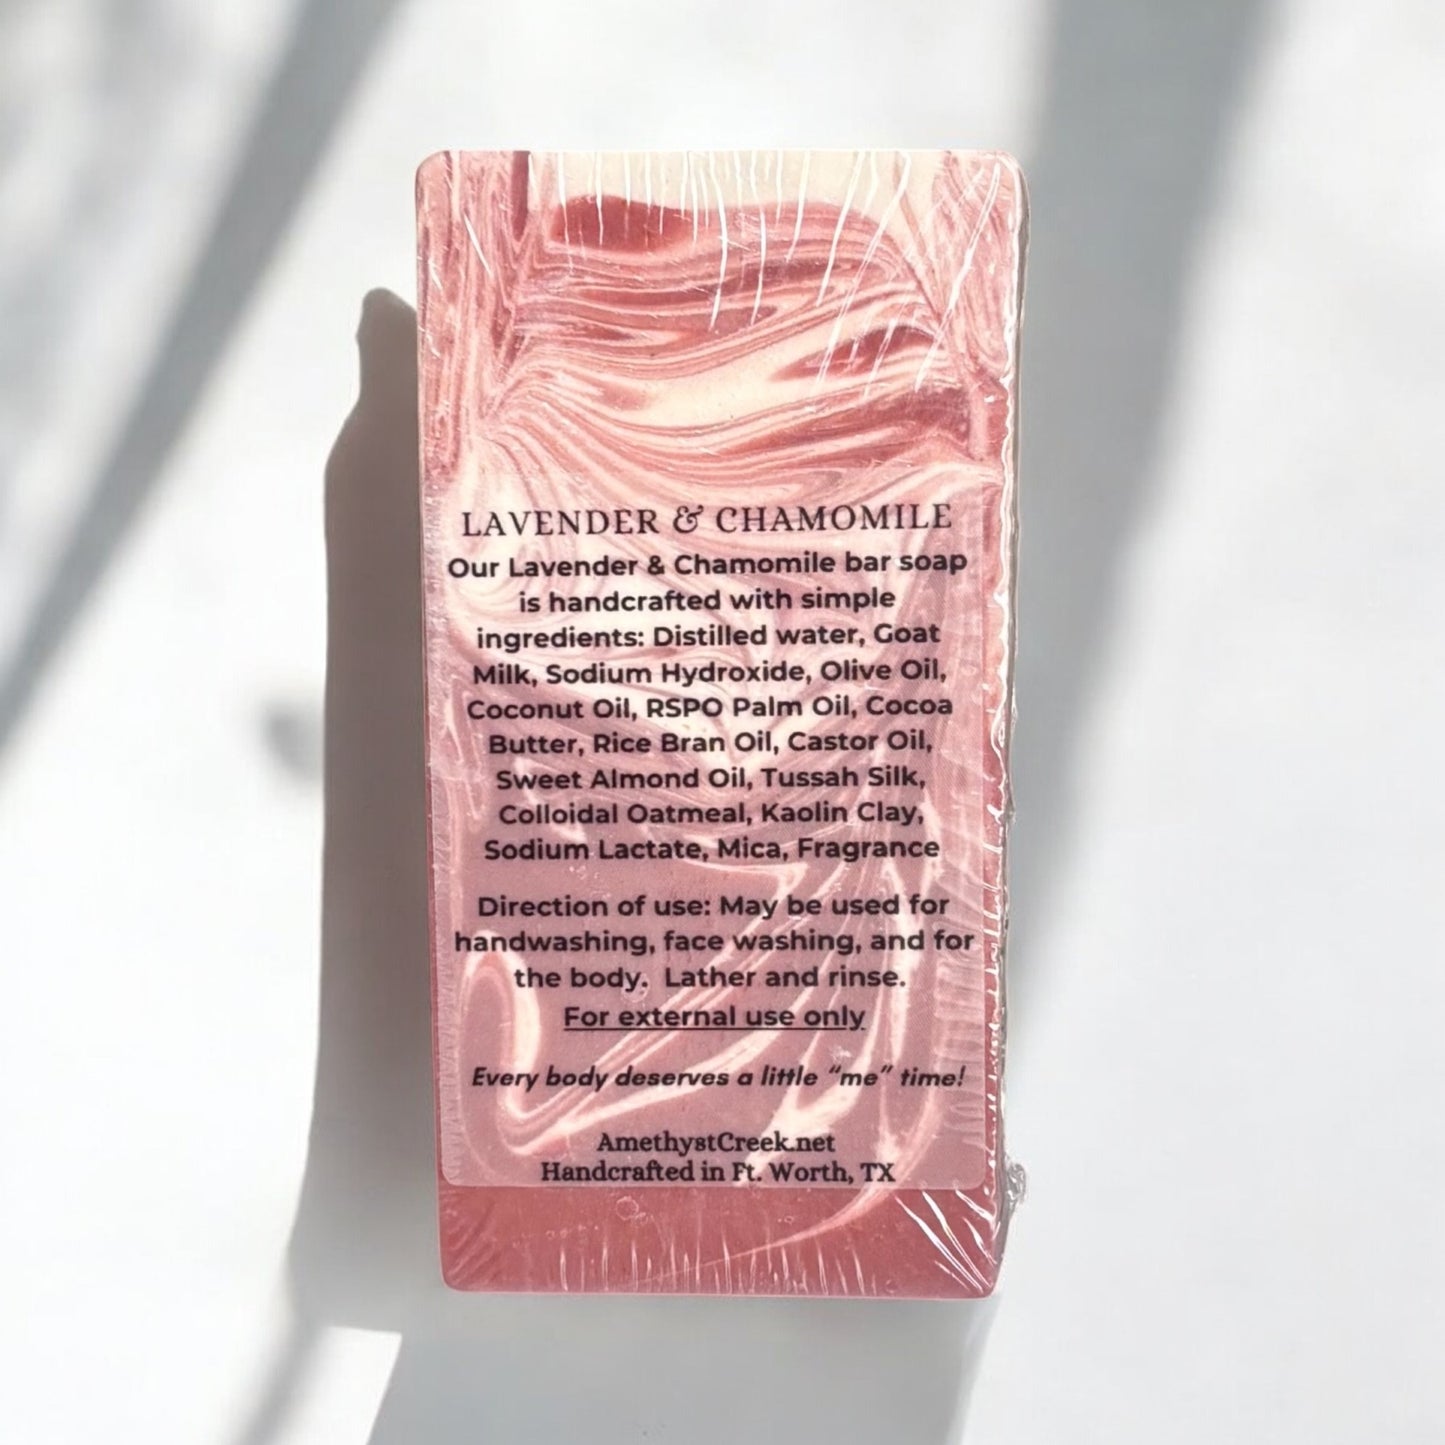 LAVENDER & CHAMOMILE
Our Lavender & Chamomile bar soap
is handcrafted with simple
ingredients: Distilled water, Goat
Milk, Sodium Hydroxide, Olive Oil,
Coconut Oil, RSPO Palm Oil, Cocoa
Butter, Rice Bran Oil, Castor Oil,
Sweet Almond Oil, Tussah Silk,
Colloidal Oatmeal, Kaolin Clay,
Sodium Lactate, Mica, Fragrance
Direction of use: May be used for
handwashing, face washing, and for
the body.  Lather and rinse.
For external use only
Every body deserves a little “me” time!
AmethystCreek.net
Handcrafted in Ft. Worth, TX